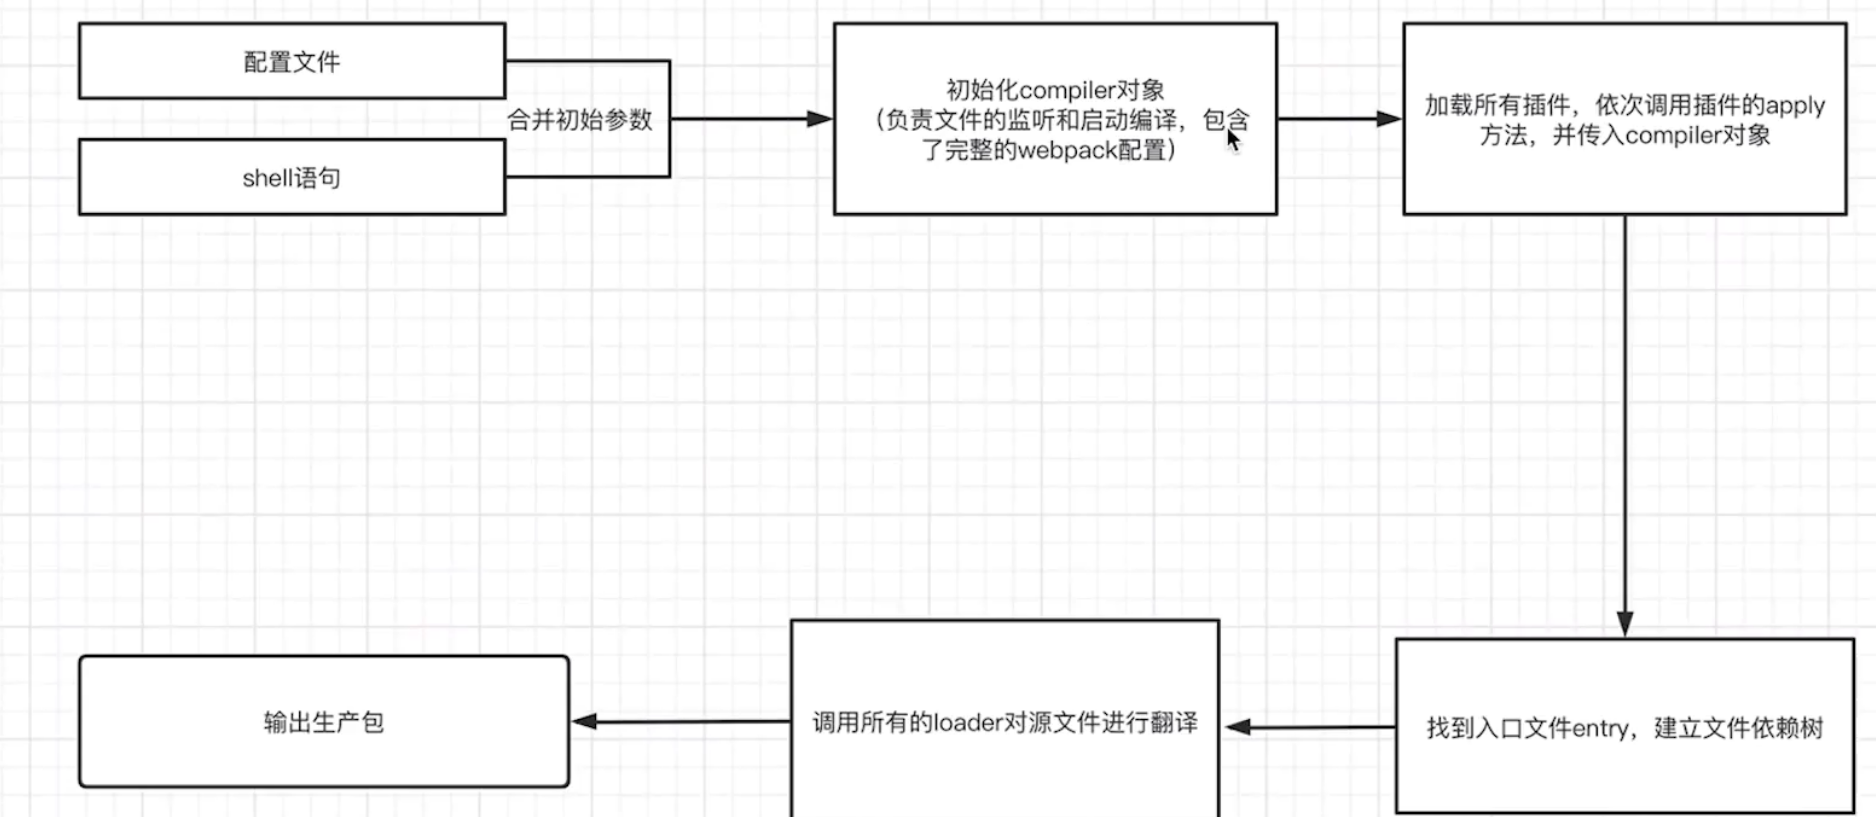 配置文件
shell语句
合并初始参数
初始化compiler对象
（负责文件的监听和启动编译，包含
了完整的webpack配置）
加载所有插件，依次调用插件的apply
方法，并传入compiler对象
找到入口文件entry，建立文件依赖树
调用所有的loader对源文件进行翻译
输出生产包